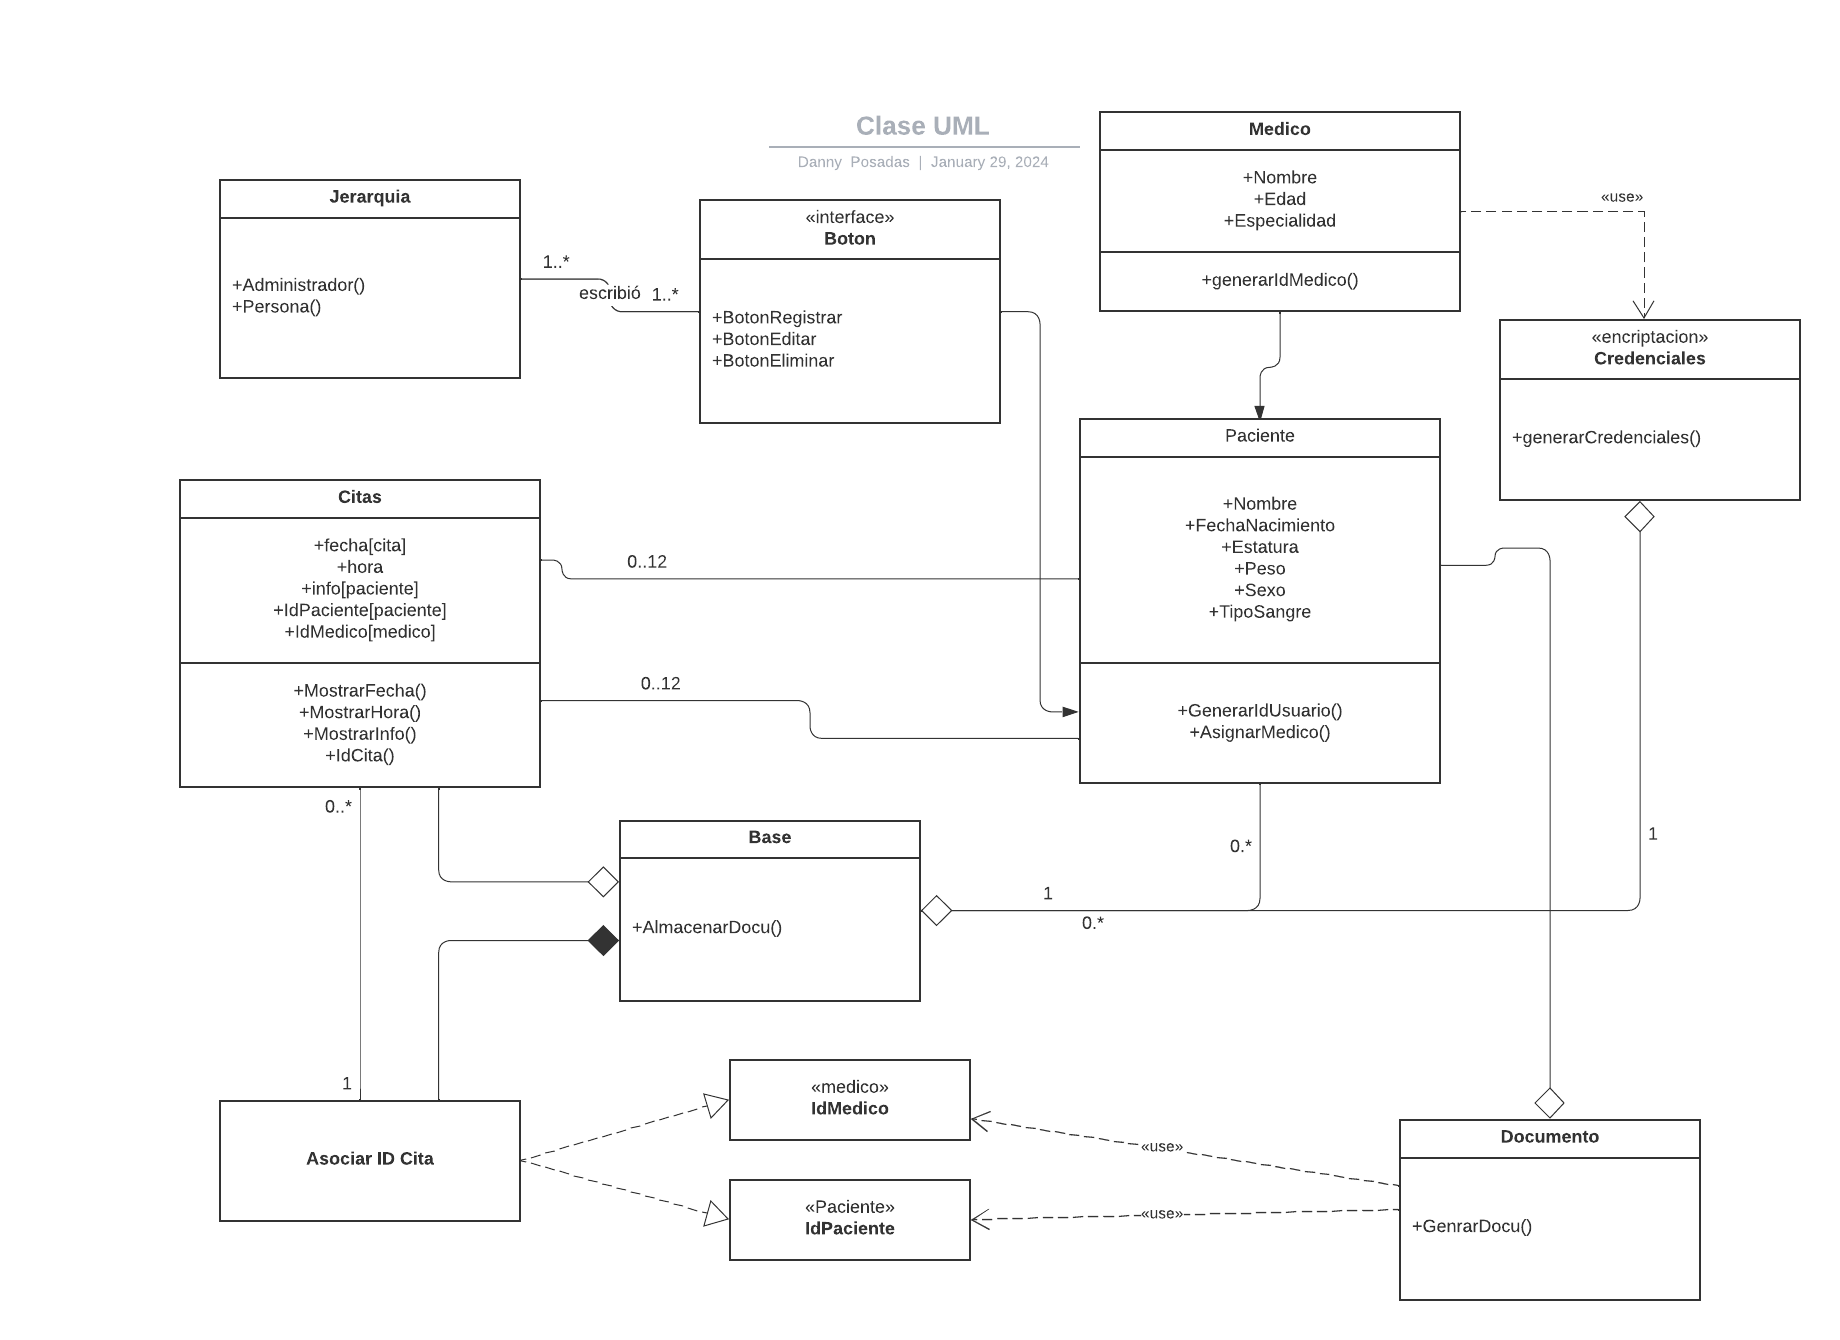 Clase UML
Danny Posadas | January 29, 2024
Jerarquia
+Administrador()
+Persona()
1..*
escribió
1..*
«interface»
Boton
+BotonRegistrar
+BotonEditar
+BotonEliminar
Medico
+Nombre
+Edad
+Especialidad
+generarIdMedico()
«use»
«encriptacion»
Credenciales
+generarCredenciales()
Citas
+fecha[cita]
+hora
+info[paciente]
+IdPaciente[paciente]
+IdMedico[medico]
+MostrarFecha()
+MostrarHora()
+MostrarInfo()
+IdCita()
0..12
0..12
Paciente
+Nombre
+FechaNacimiento
+Estatura
+Peso
+Sexo
+TipoSangre
+GenerarIdUsuario()
+AsignarMedico()
0..*
Base
+AlmacenarDocu()
0.*
1
1
0.*
1
Asociar ID Cita
«medico»
IdMedico
«Paciente»
IdPaciente
«use»
«use»
Documento
+GenrarDocu()